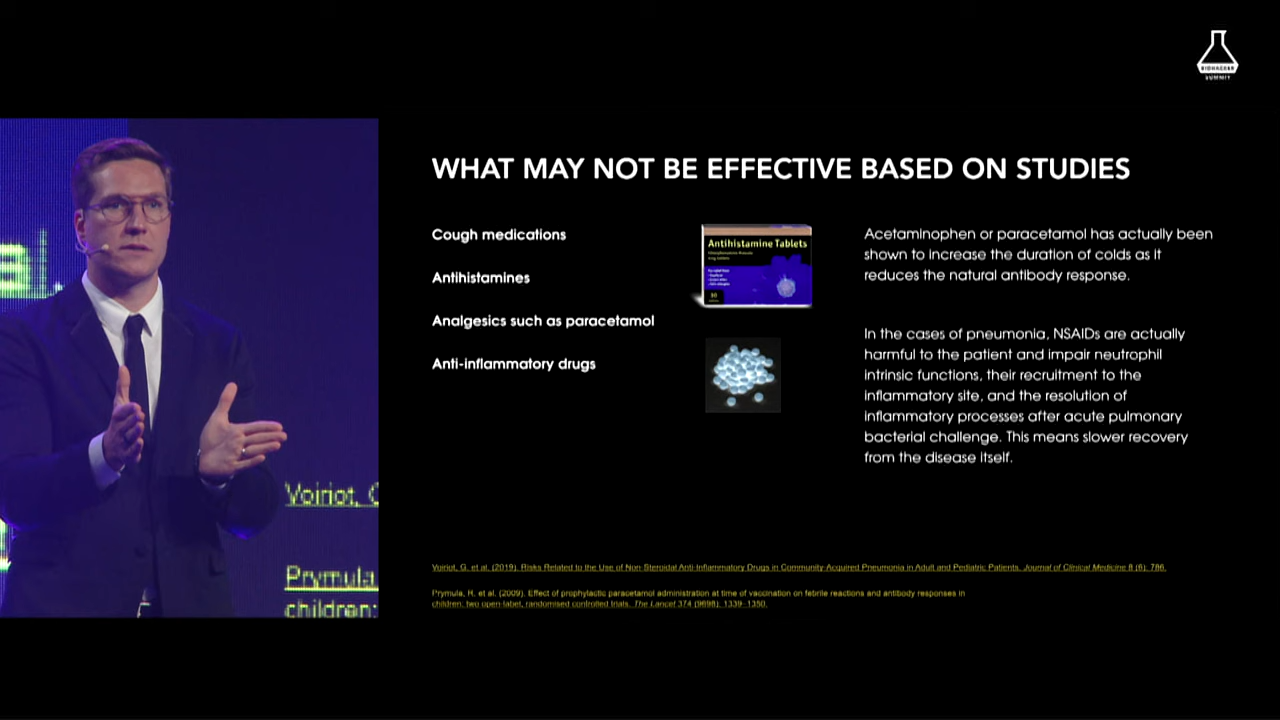 BIOHACKER
SUMMIT
WHAT MAY NOT BE EFFECTIVE BASED ON STUDIES
Cough medications
Antihistamines
Analgesics such as paracetamol
Anti-inflammatory drugs
Antihistamine Tablets
30
Acetaminophen or paracetamol has actually been
shown to increase the duration of colds as it
reduces the natural antibody response.
In the cases of pneumonia, NSAIDs are actually
harmful to the patient and impair neutrophil
intrinsic functions, their recruitment to the
inflammatory site, and the resolution of
inflammatory processes after acute pulmonary
bacterial challenge. This means slower recovery
from the disease itself.
al.
Voiriot, G
Prymula,
children:
Voiriot, G. et al. (2019). Risks Related to the Use of Non-Steroidal Anti-Inflammatory Drugs in Community-Acquired Pneumonia in Adult and Pediatric Patients. Journal of Clinical Medicine 8 (6): 786.
Prymula, R. et al. (2009). Effect of prophylactic paracetamol administration at time of vaccination on febrile reactions and antibody responses in
children: two open-label, randomised controlled trials. The Lancet 374 (9698): 1339–1350.